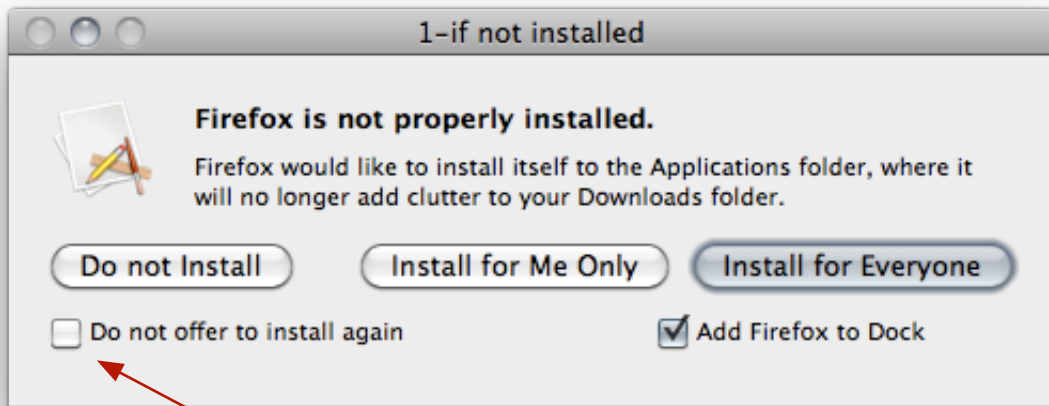 1-if not installed
Firefox is not properly installed.
Firefox would like to install itself to the Applications folder, where it
will no longer add clutter to your Downloads folder.
Do not Install
Install for Me Only
Install for Everyone
Do not offer to install again
Add Firefox to Dock